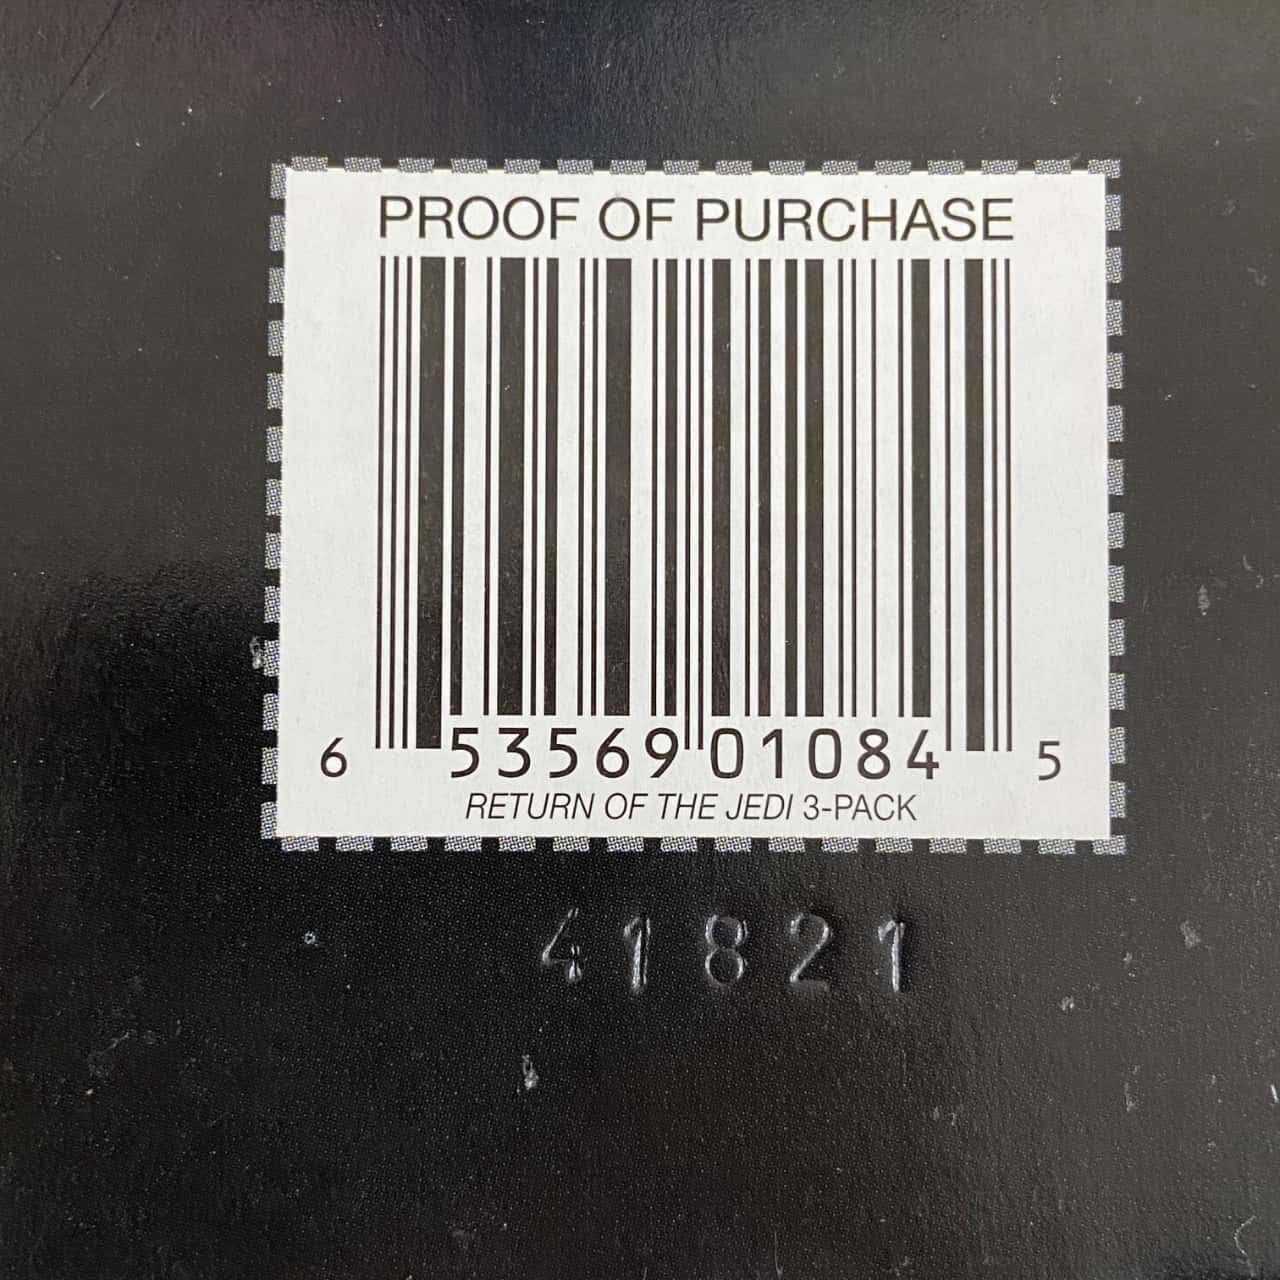 PROOF OF PURCHASE
6 53569 01084 5
RETURN OF THE JEDI 3-PACK
41821